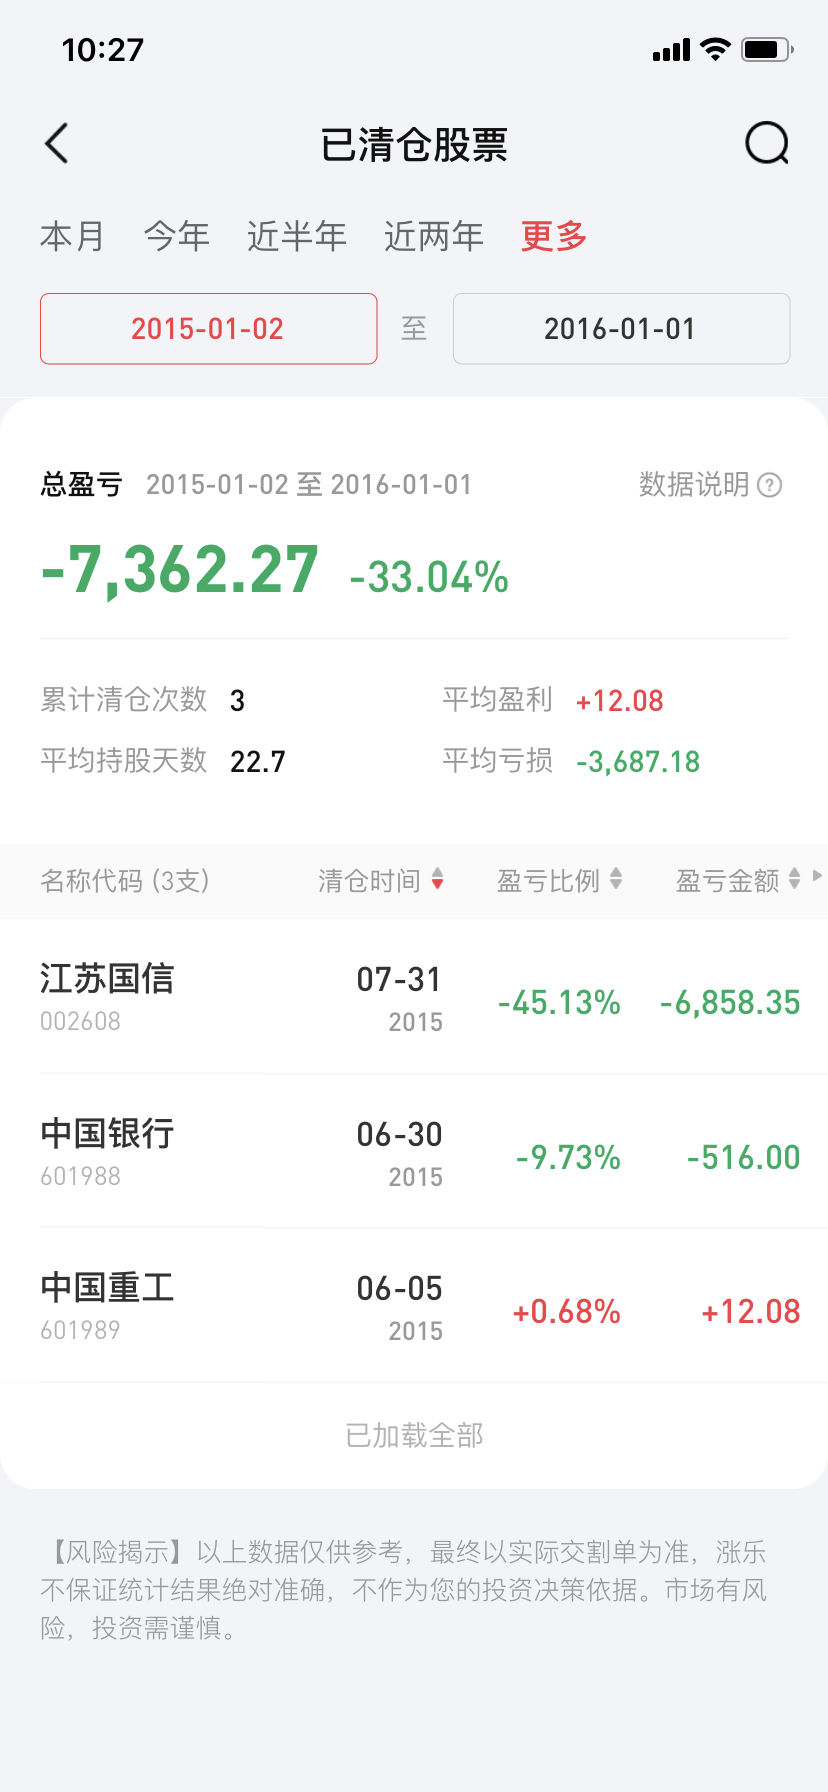 10:27
已清仓股票
本月 今年 近半年 近两年 更多
2015-01-02 至 2016-01-01
总盈亏 2015-01-02 至 2016-01-01 数据说明 ?
-7,362.27 -33.04%
累计清仓次数 3 平均盈利 +12.08
平均持股天数 22.7 平均亏损 -3,687.18
名称代码 (3支) 清仓时间 盈亏比例 盈亏金额
江苏国信 07-31 -45.13% -6,858.35
002608 2015
中国银行 06-30 -9.73% -516.00
601988 2015
中国重工 06-05 +0.68% +12.08
601989 2015
已加载全部
【风险揭示】以上数据仅供参考，最终以实际交割单为准，涨乐
不保证统计结果绝对准确，不作为您的投资决策依据。市场有风
险，投资需谨慎。